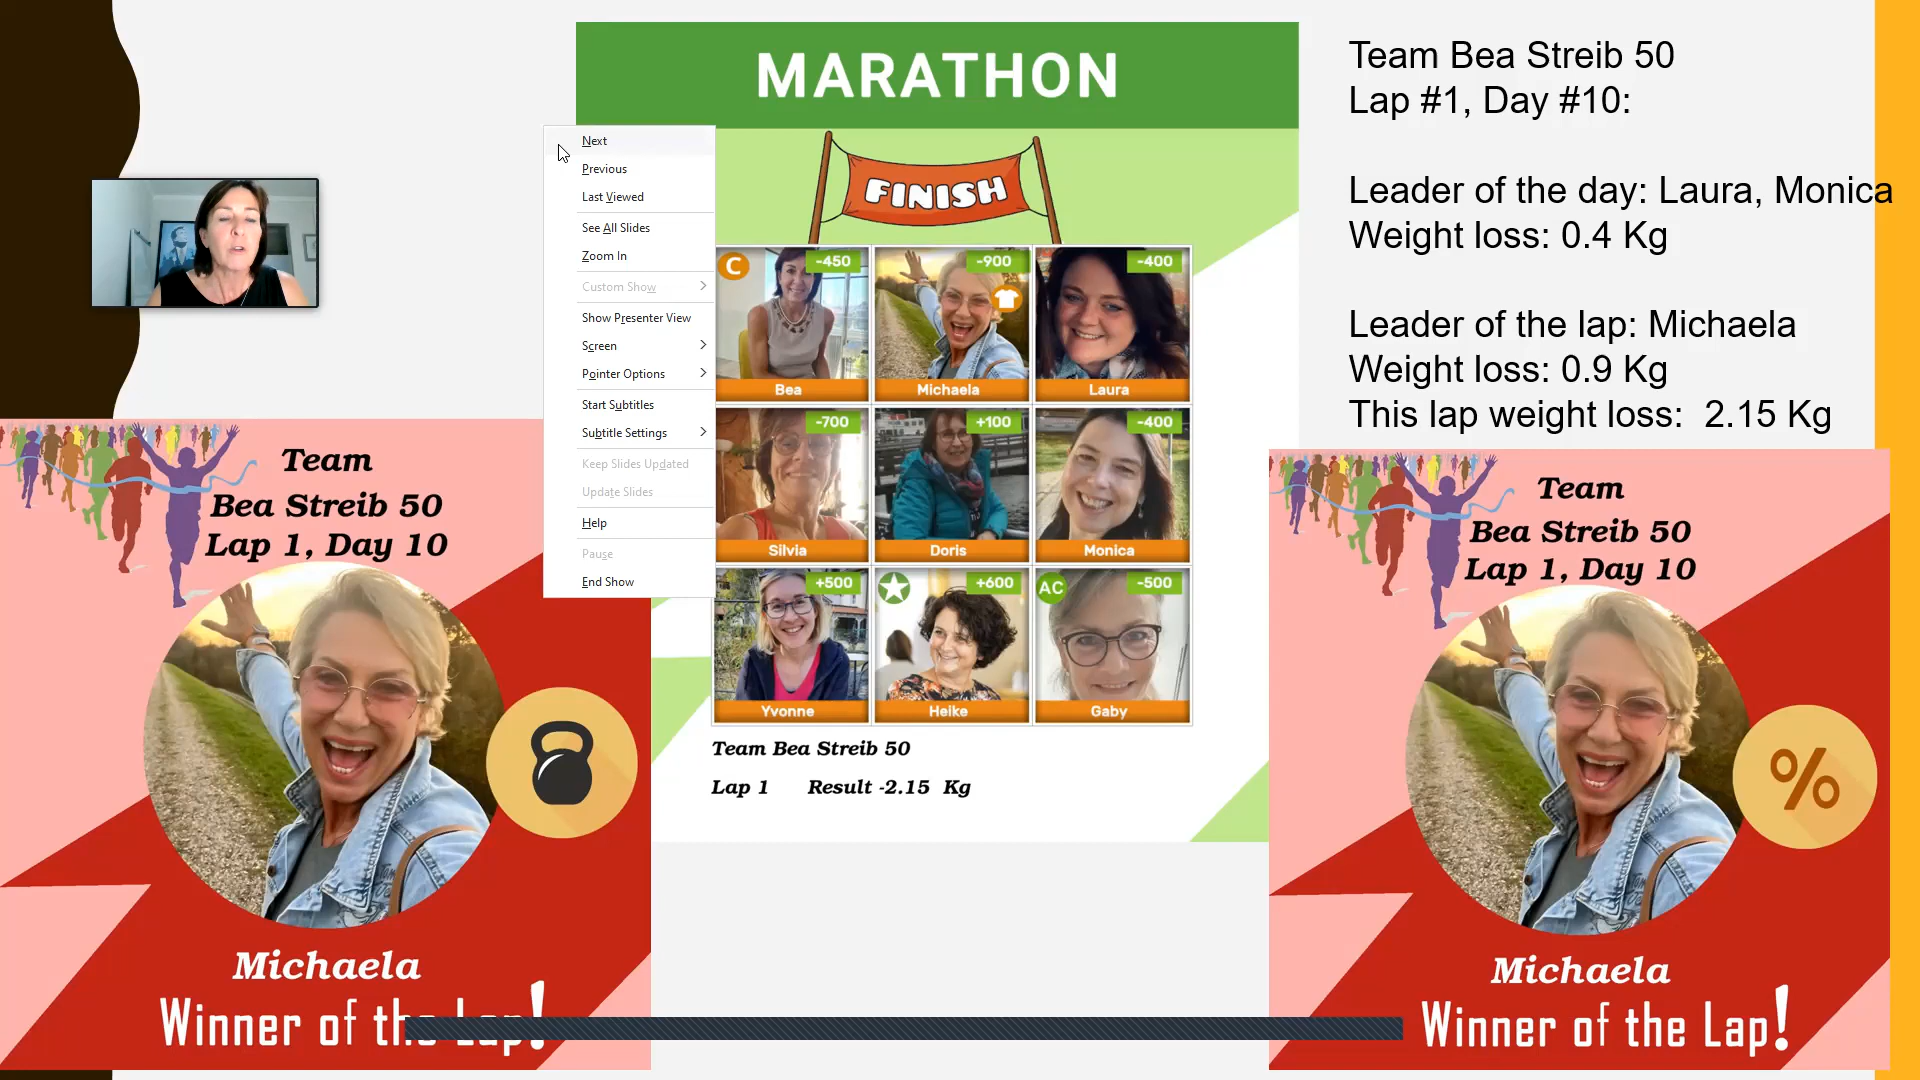 MARATHON
FINISH
Next
Previous
Last Viewed
See All Slides
Zoom In
Custom Show
Show Presenter View
Screen
Pointer Options
Start Subtitles
Subtitle Settings
Keep Slides Updated
Update Slides
Help
Pause
End Show
C
-450
Bea
-900
Michaela
-400
Laura
-700
Silvia
+100
Doris
-400
Monica
+500
Yvonne
+600
Heike
AC
-500
Gaby
Team Bea Streib 50
Lap 1 Result -2.15 Kg
Team Bea Streib 50
Lap #1, Day #10:
Leader of the day: Laura, Monica
Weight loss: 0.4 Kg
Leader of the lap: Michaela
Weight loss: 0.9 Kg
This lap weight loss: 2.15 Kg
Team
Bea Streib 50
Lap 1, Day 10
Michaela
Winner of the Lap!
Team
Bea Streib 50
Lap 1, Day 10
%
Michaela
Winner of the Lap!